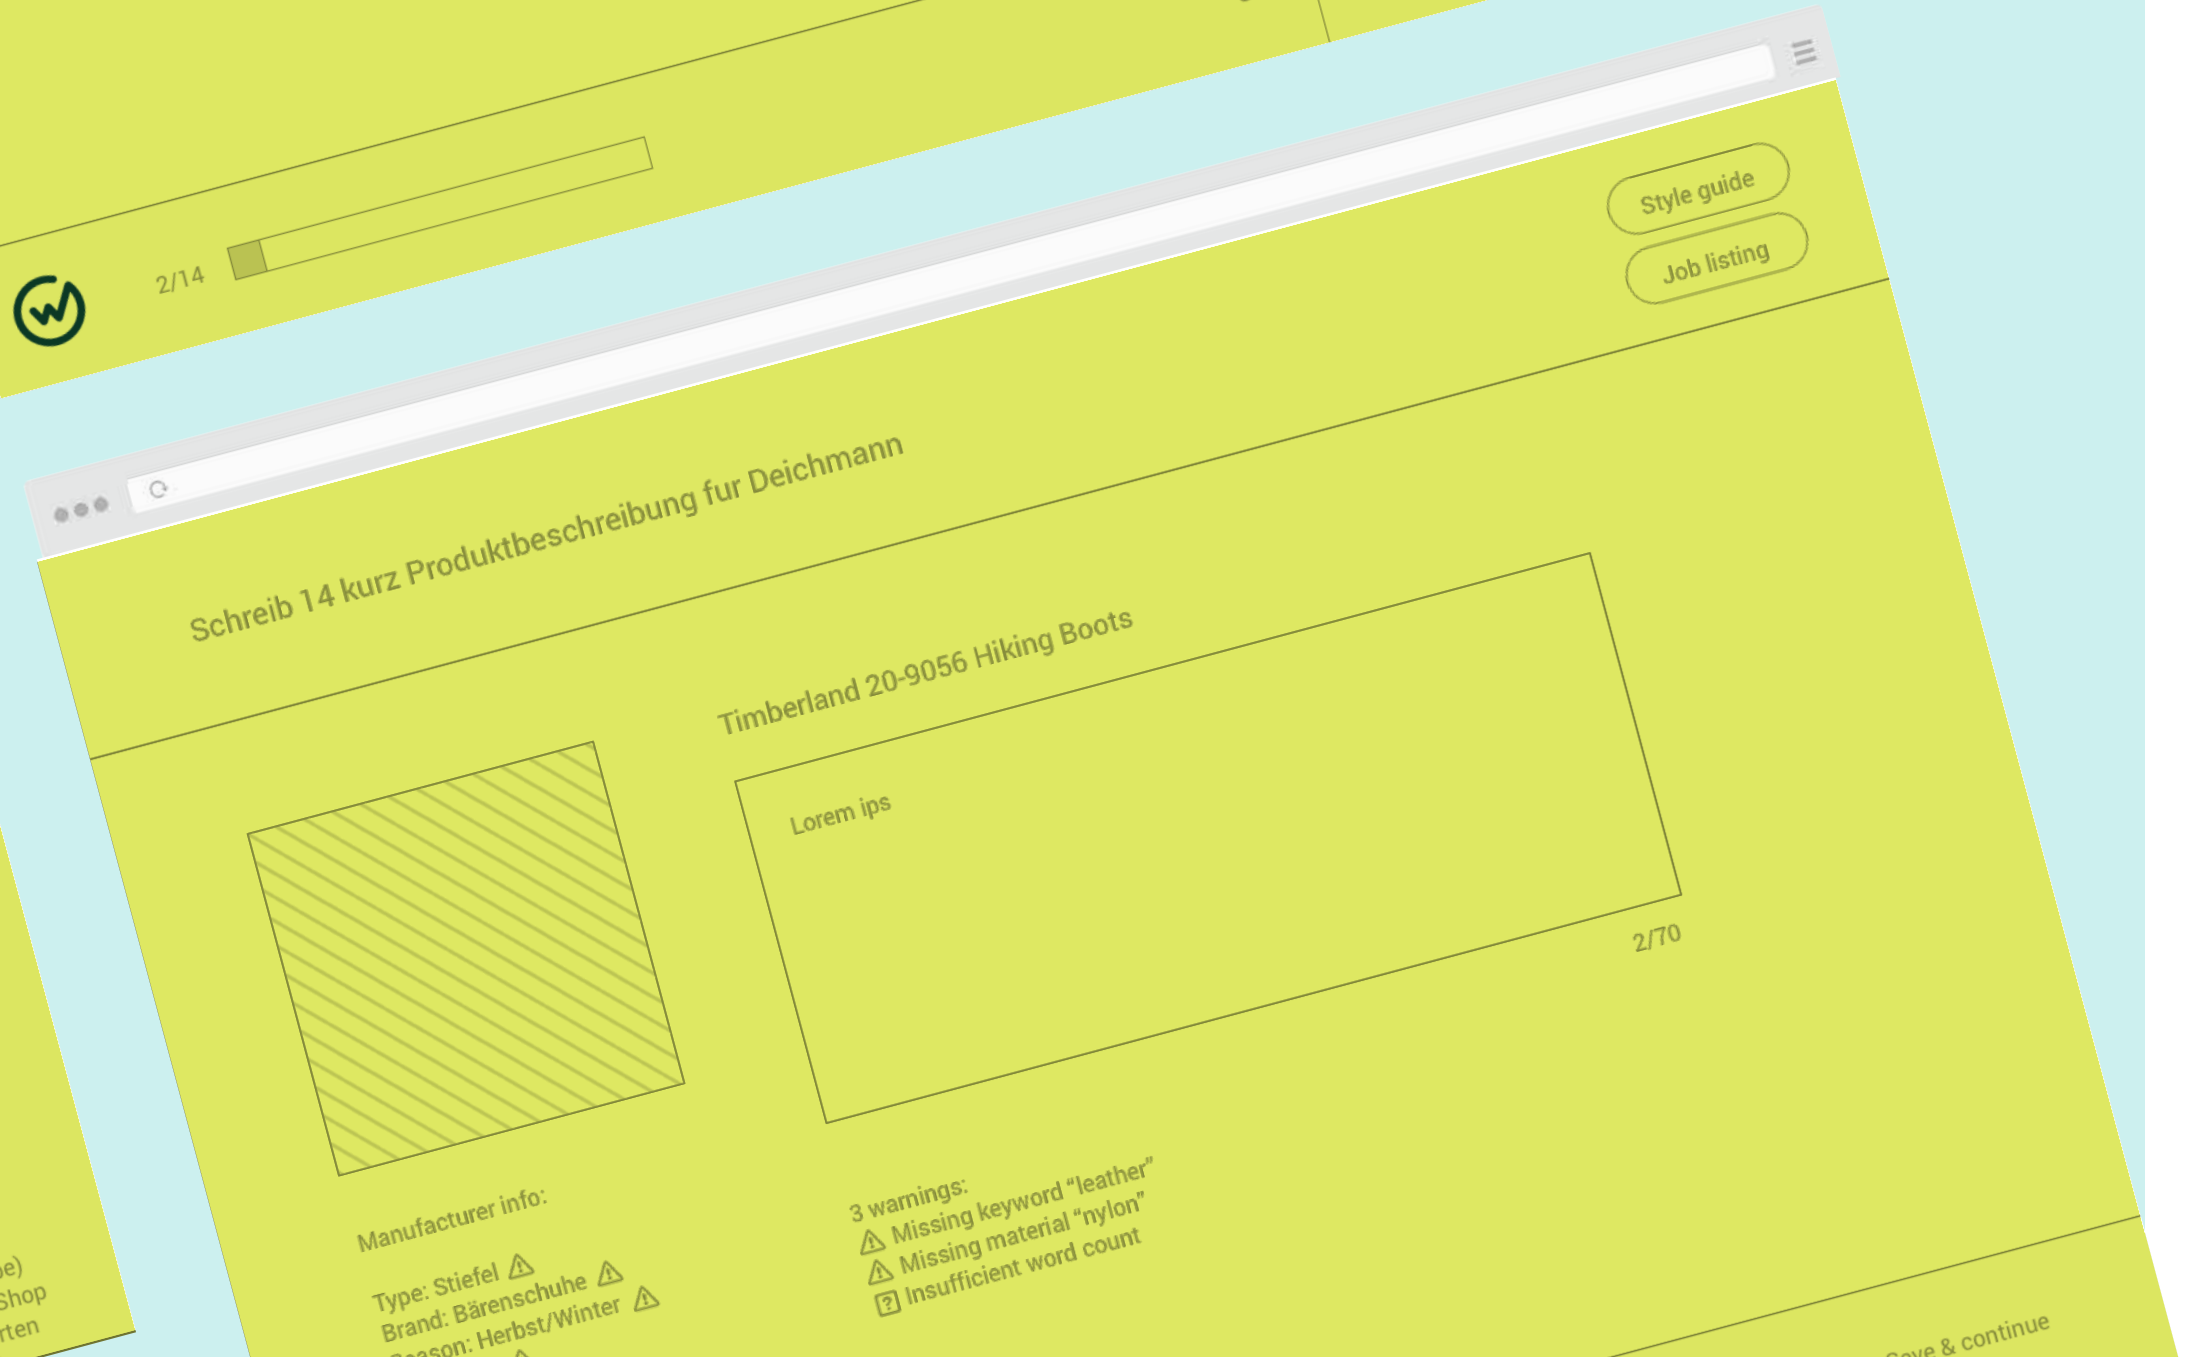 2/14
Style guide
Job listing
Schreib 14 kurz Produktbeschreibung fur Deichmann
Timberland 20-9056 Hiking Boots
Lorem ips
2/70
Manufacturer info:
Type: Stiefel
Brand: Bärenschuhe
Season: Herbst/Winter
3 warnings:
Missing keyword “leather”
Missing material “nylon”
Insufficient word count
Save & continue
Shop